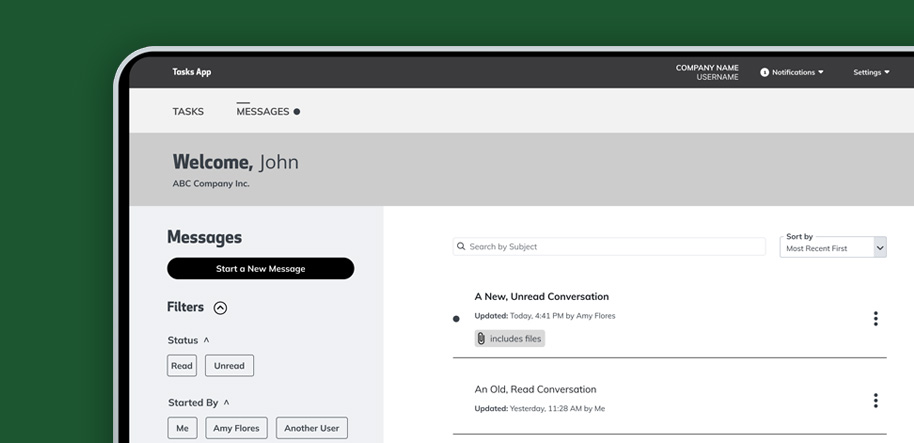 Tasks App
COMPANY NAME
USERNAME
1 Notifications
Settings
TASKS
MESSAGES
Welcome, John
ABC Company Inc.
Messages
Start a New Message
Filters
Status ^
Read
Unread
Started By ^
Me
Amy Flores
Another User
Search by Subject
Sort by
Most Recent First
A New, Unread Conversation
Updated: Today, 4:41 PM by Amy Flores
includes files
An Old, Read Conversation
Updated: Yesterday, 11:28 AM by Me